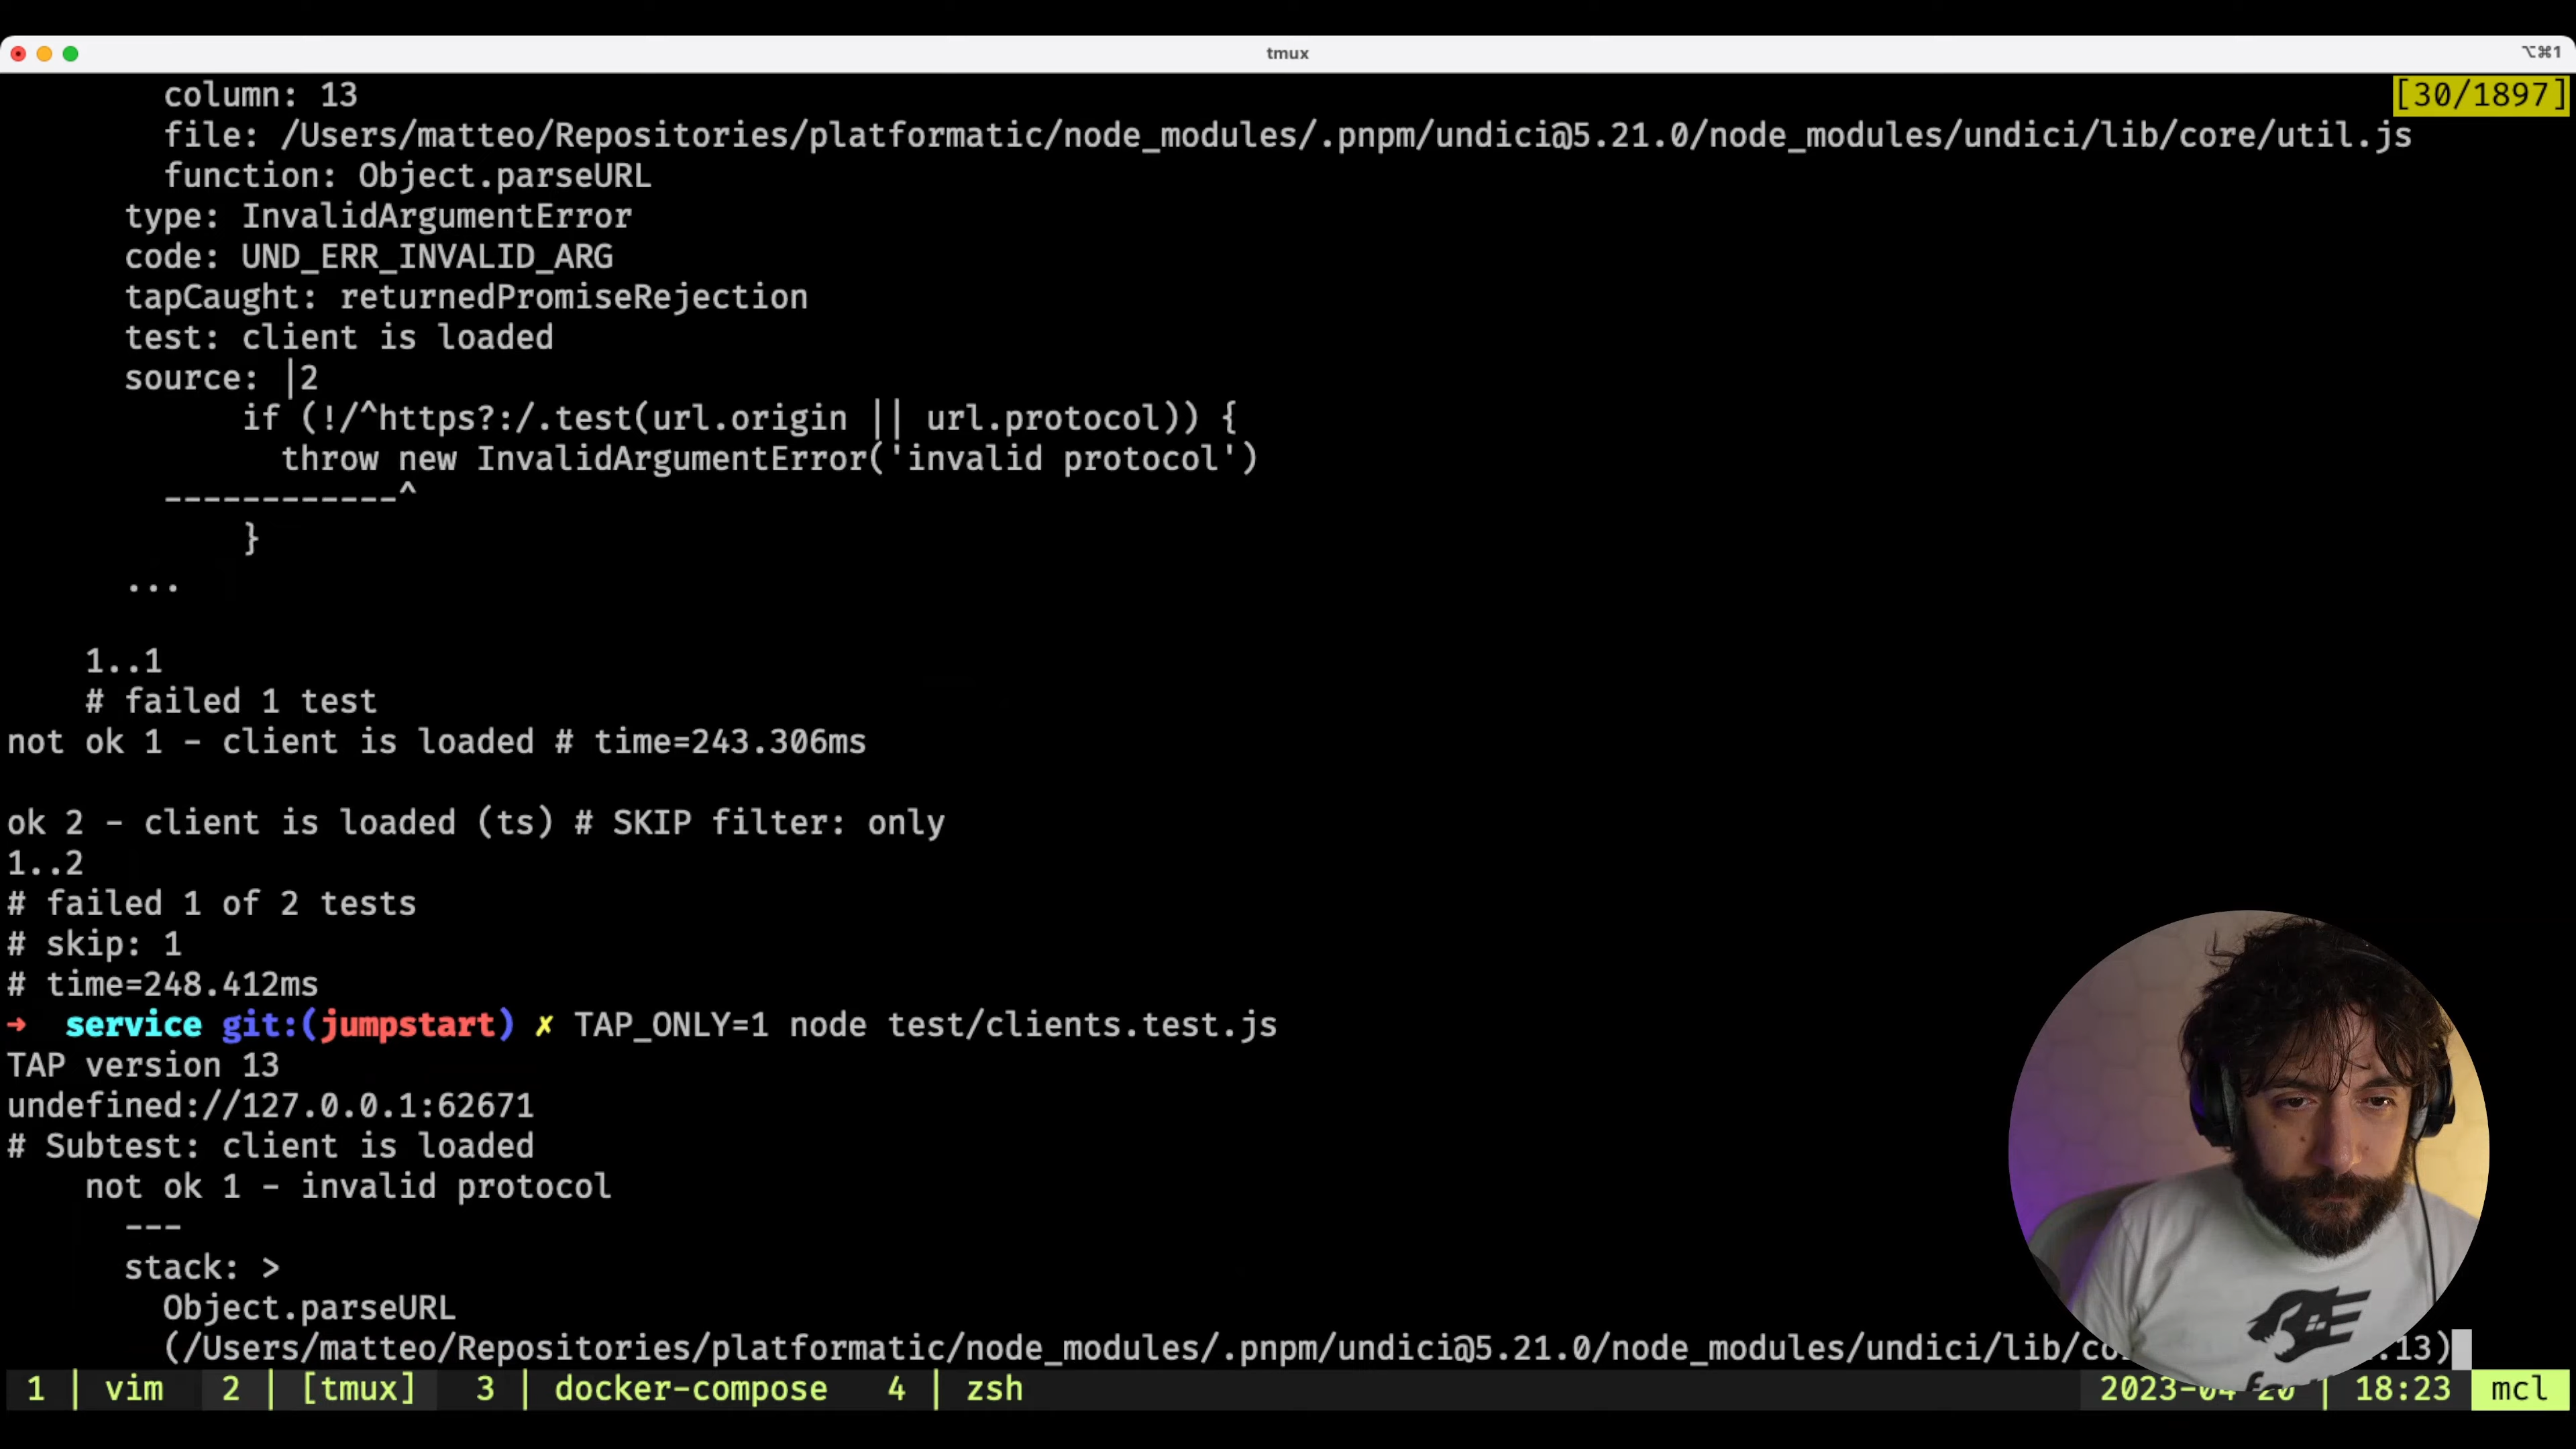 tmux
⌥⌘1
column: 13
[30/1897]
file: /Users/matteo/Repositories/platformatic/node_modules/.pnpm/undici@5.21.0/node_modules/undici/lib/core/util.js
function: Object.parseURL
type: InvalidArgumentError
code: UND_ERR_INVALID_ARG
tapCaught: returnedPromiseRejection
test: client is loaded
source: |2
if (!/^https?:/.test(url.origin || url.protocol)) {
throw new InvalidArgumentError('invalid protocol')
------------^
}
...
1..1
# failed 1 test
not ok 1 - client is loaded # time=243.306ms
ok 2 - client is loaded (ts) # SKIP filter: only
1..2
# failed 1 of 2 tests
# skip: 1
# time=248.412ms
➜ service git:(jumpstart) ✗ TAP_ONLY=1 node test/clients.test.js
TAP version 13
undefined://127.0.0.1:62671
# Subtest: client is loaded
not ok 1 - invalid protocol
---
stack: >
Object.parseURL
(/Users/matteo/Repositories/platformatic/node_modules/.pnpm/undici@5.21.0/node_modules/undici/lib/co :13)
1 | vim 2 | [tmux] 3 | docker-compose 4 | zsh 2023-04-20 | 18:23 mcl